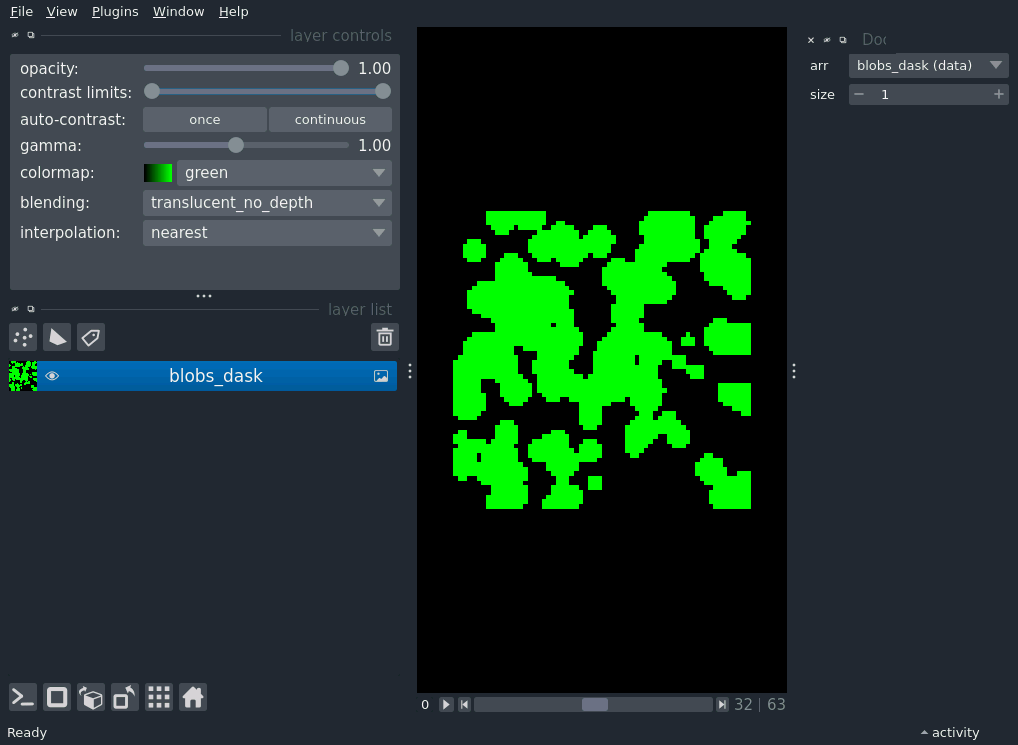 File View Plugins Window Help
layer controls
opacity: 1.00
contrast limits:
auto-contrast: once continuous
gamma: 1.00
colormap: green
blending: translucent_no_depth
interpolation: nearest
layer list
blobs_dask
Doc
arr blobs_dask (data)
size 1
0 32 | 63
Ready
activity